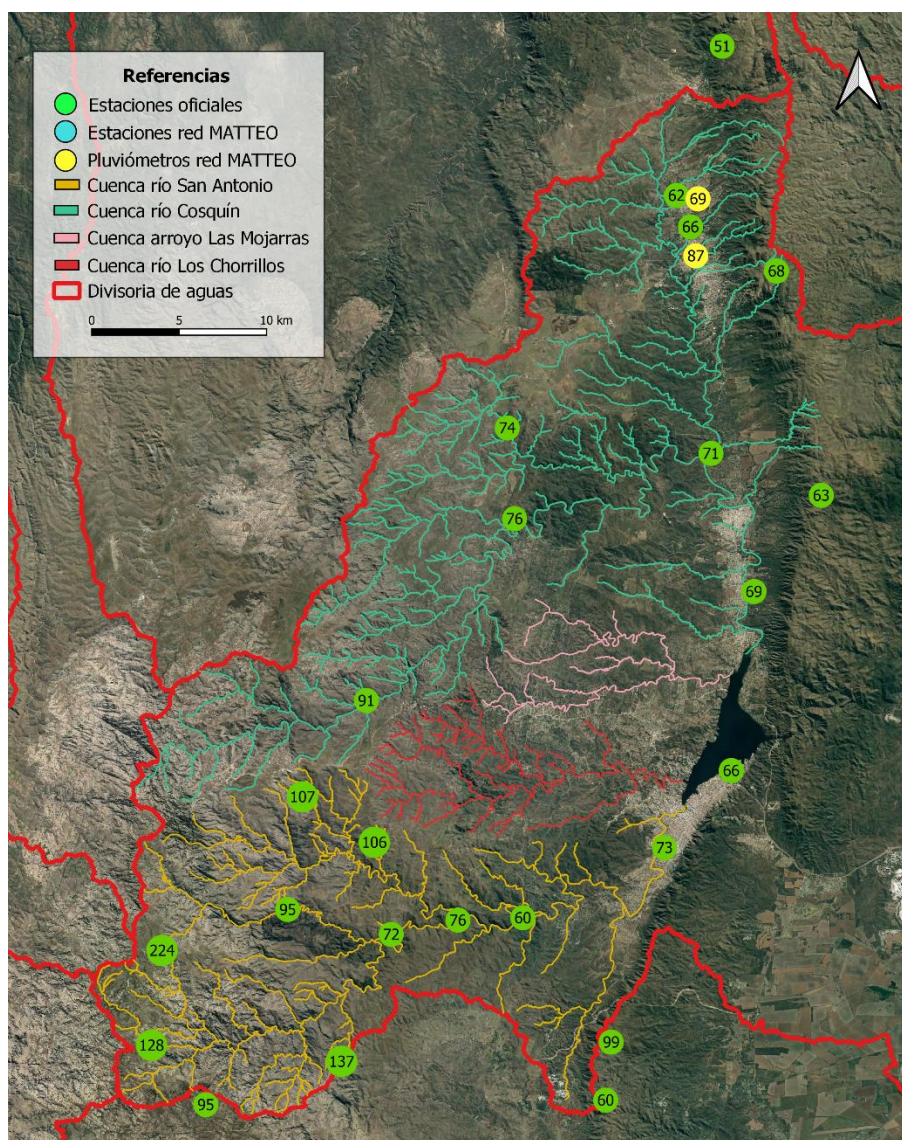 51
Referencias
Estaciones oficiales
Estaciones red MATTEO
Pluviómetros red MATTEO
Cuenca río San Antonio
Cuenca río Cosquín
Cuenca arroyo Las Mojarras
Cuenca río Los Chorrillos
Divisoria de aguas
0 5 10 km
62 69
66
87
68
74
71
63
76
69
91
66
107
106
73
95
76
60
72
224
128
99
137
95
60